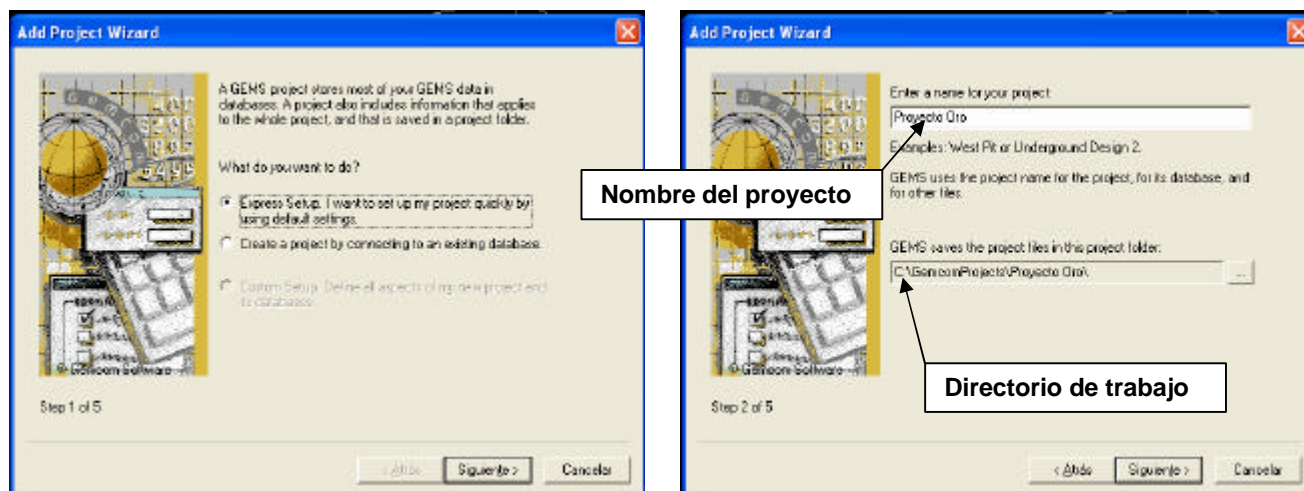 Add Project Wizard
A GEMS project stores most of your GEMS data in
databases. A project also includes information that applies
to the whole project, and that is saved in a project folder.
What do you want to do?
Express Setup. I want to set up my project quickly by
using default settings.
Create a project by connecting to an existing database.
Custom Setup. Define all aspects of my new project and
its databases.
© Gemcom Software
Step 1 of 5
< Atrás
Siguiente >
Cancelar
Add Project Wizard
Enter a name for your project:
Proyecto Oro
Examples: West Pit or Underground Design 2.
GEMS uses the project name for the project, for its database, and
for other files.
Nombre del proyecto
GEMS saves the project files in this project folder:
C:\GemcomProjects\Proyecto Oro\
...
Directorio de trabajo
© Gemcom Software
Step 2 of 5
< Atrás
Siguiente >
Cancelar